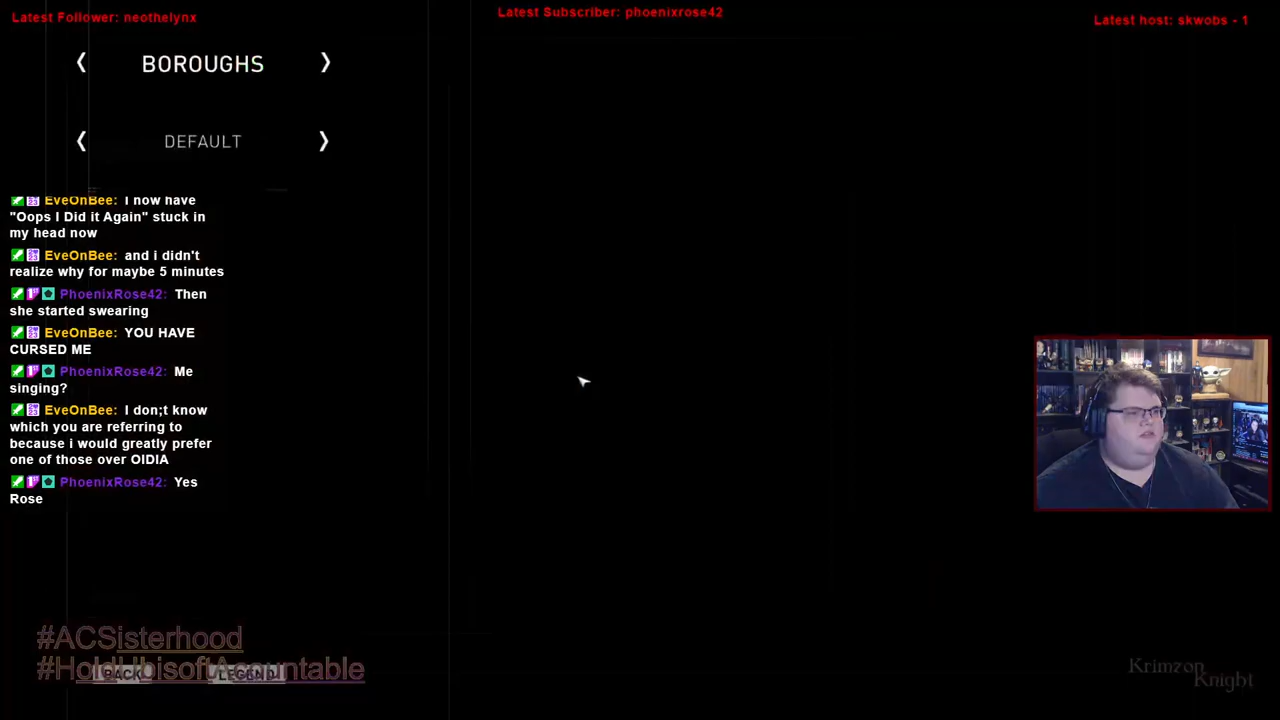 Latest Follower: neothelynx
Latest Subscriber: phoenixrose42
Latest host: skwobs - 1
BOROUGHS
DEFAULT
EveOnBee: I now have
"Oops I Did it Again" stuck in
my head now
EveOnBee: and i didn't
realize why for maybe 5 minutes
PhoenixRose42: Then
she started swearing
EveOnBee: YOU HAVE
CURSED ME
PhoenixRose42: Me
singing?
EveOnBee: I don;t know
which you are referring to
because i would greatly prefer
one of those over OIDIA
PhoenixRose42: Yes
Rose
#ACSisterhood
#HoldUbisoftAccountable
BACK
LEGEND
Krimzon
Knight